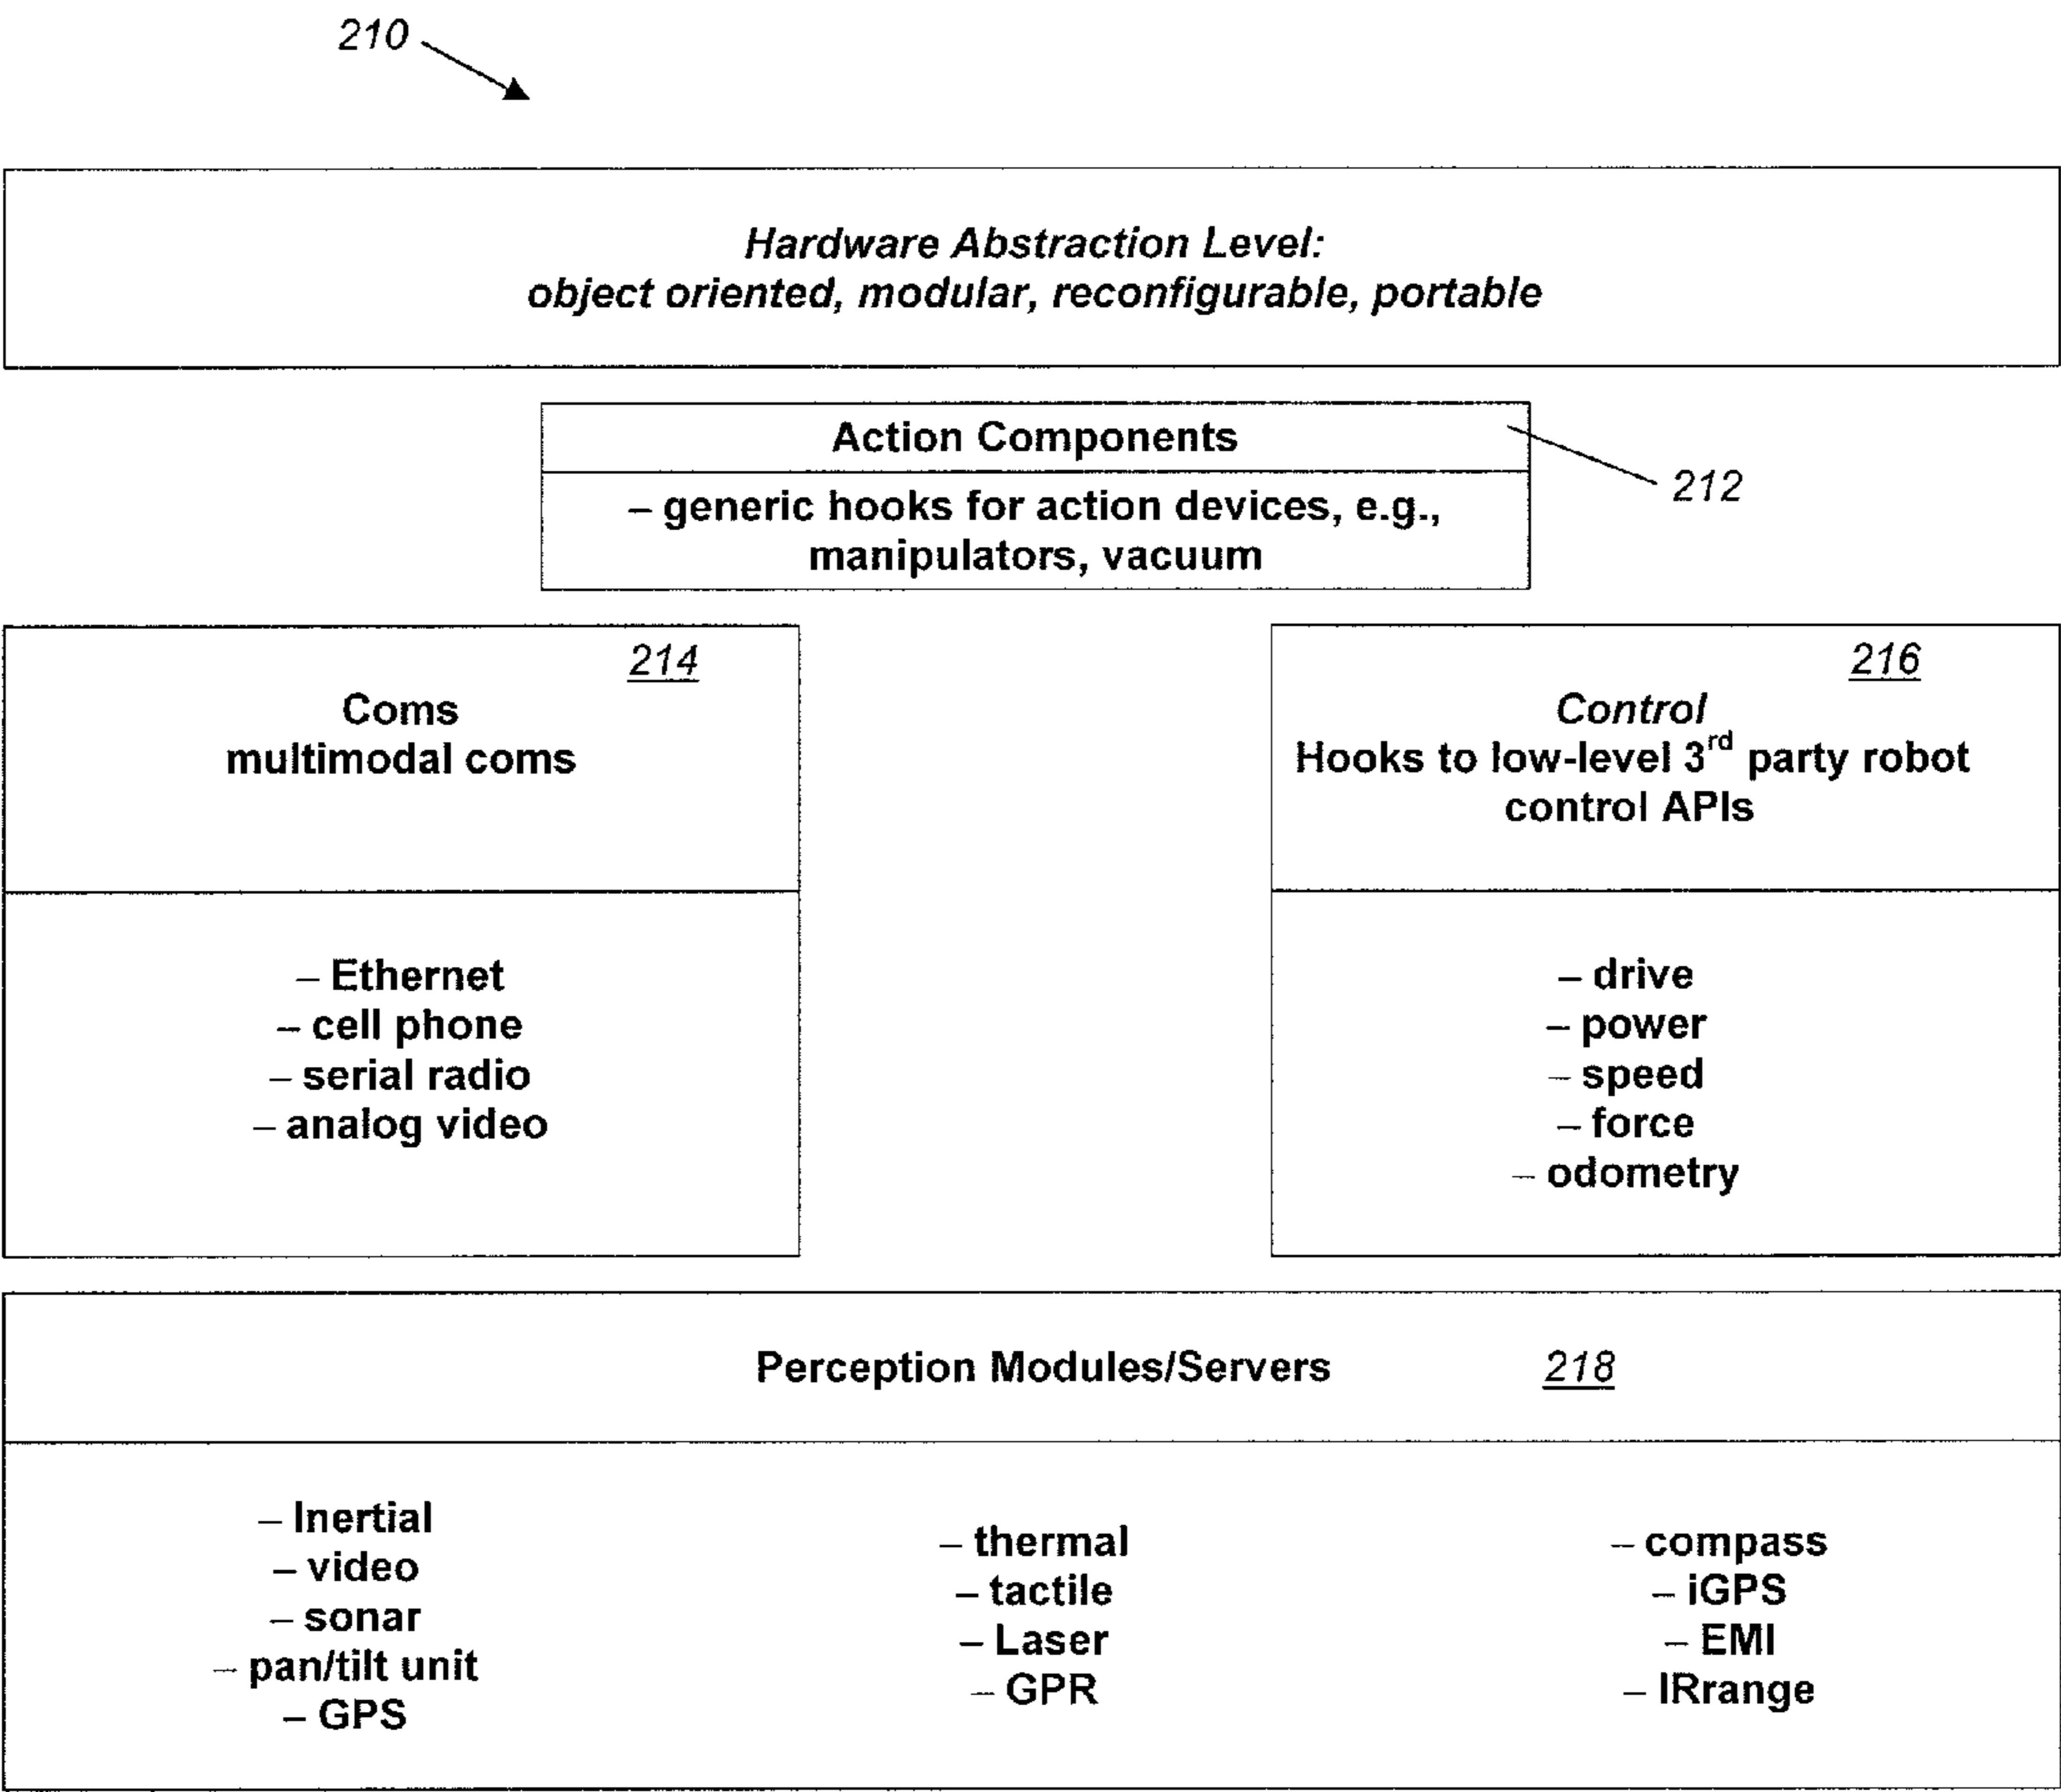 210
Hardware Abstraction Level:
object oriented, modular, reconfigurable, portable
Action Components
212
– generic hooks for action devices, e.g.,
manipulators, vacuum
214
Coms
multimodal coms
– Ethernet
– cell phone
– serial radio
– analog video
216
Control
Hooks to low-level 3rd party robot
control APIs
– drive
– power
– speed
– force
– odometry
Perception Modules/Servers 218
– Inertial
– video
– sonar
– pan/tilt unit
– GPS
– thermal
– tactile
– Laser
– GPR
– compass
– iGPS
– EMI
– IRrange